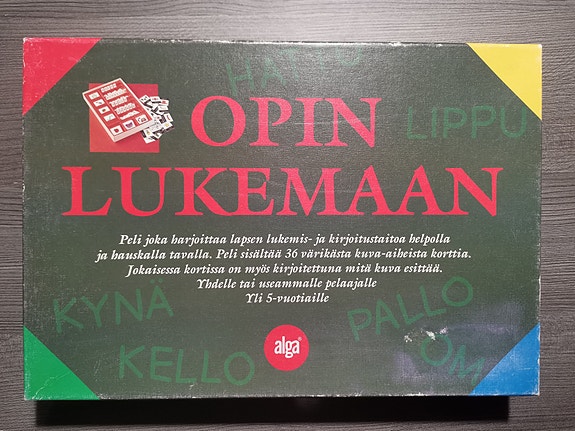 LIPPU
OPIN
LUKEMAAN
Peli joka harjoittaa lapsen lukemis- ja kirjoitustaitoa helpolla
ja hauskalla tavalla. Peli sisältää 36 värikästä kuva-aiheista korttia.
Jokaisessa kortissa on myös kirjoitettuna mitä kuva esittää.
Yhdelle tai useammalle pelaajalle
Yli 5-vuotiaille
KYNÄ
PALLO
KELLO
alga®